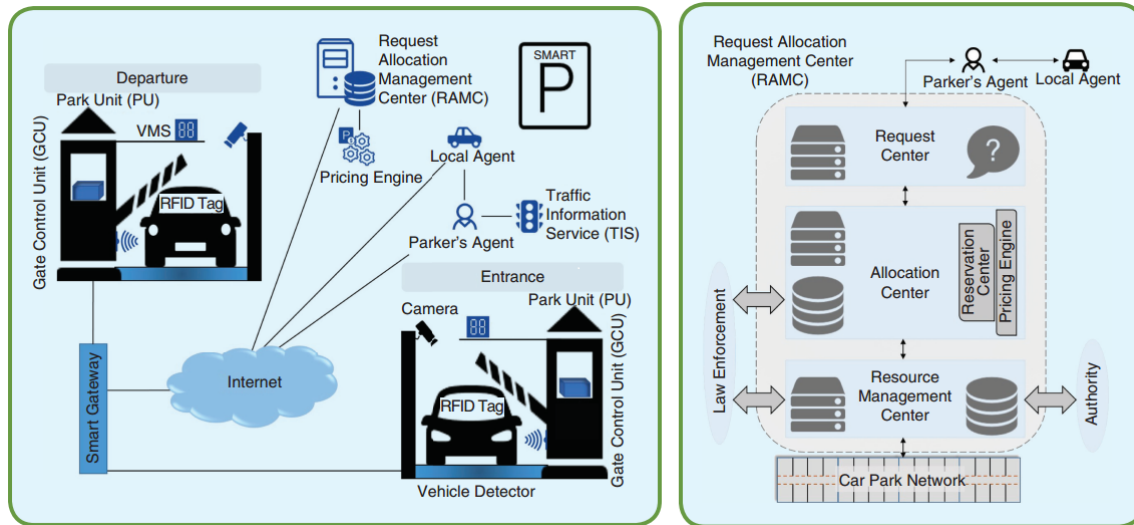 Departure
Park Unit (PU)
VMS
88
Gate Control Unit (GCU)
RFID Tag
Request
Allocation
Management
Center (RAMC)
P
Pricing Engine
SMART
P
Local Agent
Parker's Agent
Traffic
Information
Service (TIS)
Entrance
Park Unit (PU)
Camera
88
Gate Control Unit (GCU)
RFID Tag
Vehicle Detector
Internet
Smart Gateway
Request Allocation
Management Center
(RAMC)
Parker's Agent
Local Agent
Request
Center
?
Allocation
Center
Reservation
Center
Pricing Engine
Law Enforcement
Resource
Management
Center
Authority
Car Park Network